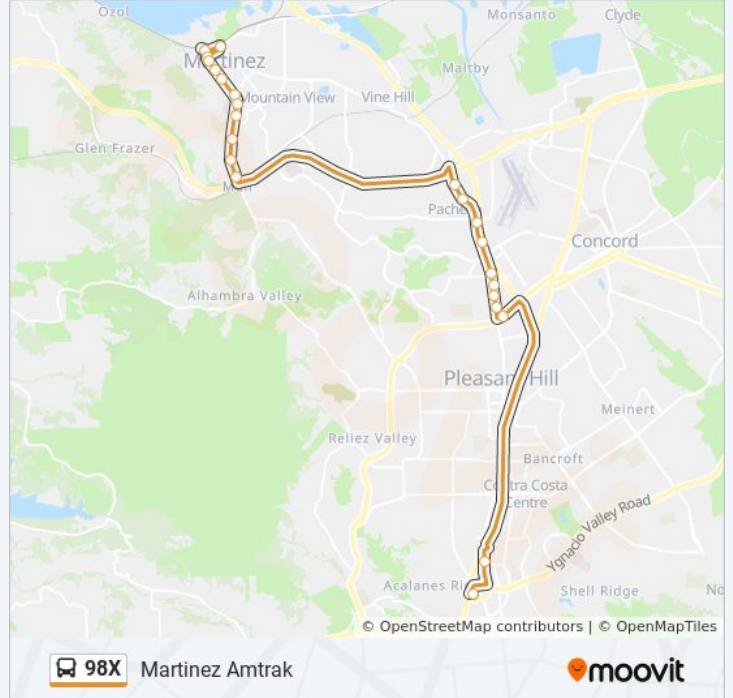 Ozol
Monsanto
Clyde
Martinez
Maltby
Mountain View
Vine Hill
Glen Frazer
Concord
Alhambra Valley
Pleasant Hill
Meinert
Reliez Valley
Bancroft
Contra Costa
Centre
Ygnacio Valley Road
Acalanes Ri
Shell Ridge
No
© OpenStreetMap contributors | © OpenMapTiles
98X Martinez Amtrak
moovit